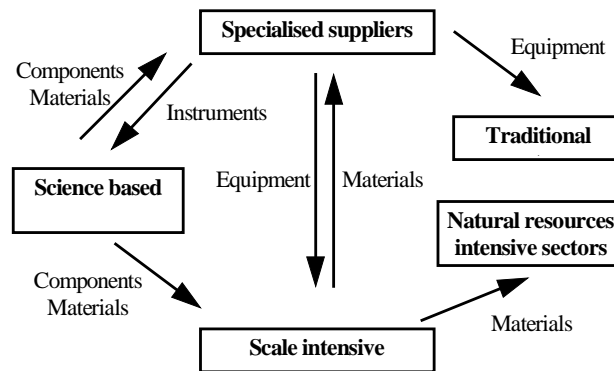 Specialised suppliers
Equipment
Components
Materials
Instruments
Traditional
Science based
Equipment
Materials
Natural resources
intensive sectors
Components
Materials
Materials
Scale intensive